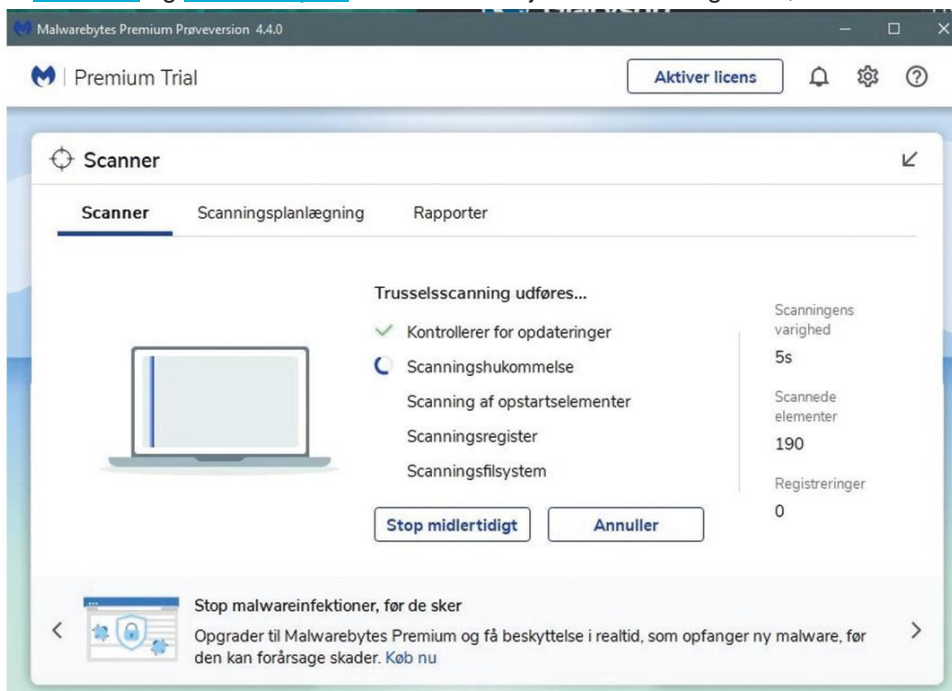 og
Malwarebytes Premium Prøveversion 4.4.0
Premium Trial
Aktiver licens
Scanner
Scanner
Scanningsplanlægning
Rapporter
Trusselsscanning udføres...
Kontrollerer for opdateringer
Scanningshukommelse
Scanning af opstartselementer
Scanningsregister
Scanningsfilsystem
Stop midlertidigt
Annuller
Scanningens
varighed
5s
Scannede
elementer
190
Registreringer
0
Stop malwareinfektioner, før de sker
Opgrader til Malwarebytes Premium og få beskyttelse i realtid, som opfanger ny malware, før
den kan forårsage skader. Køb nu